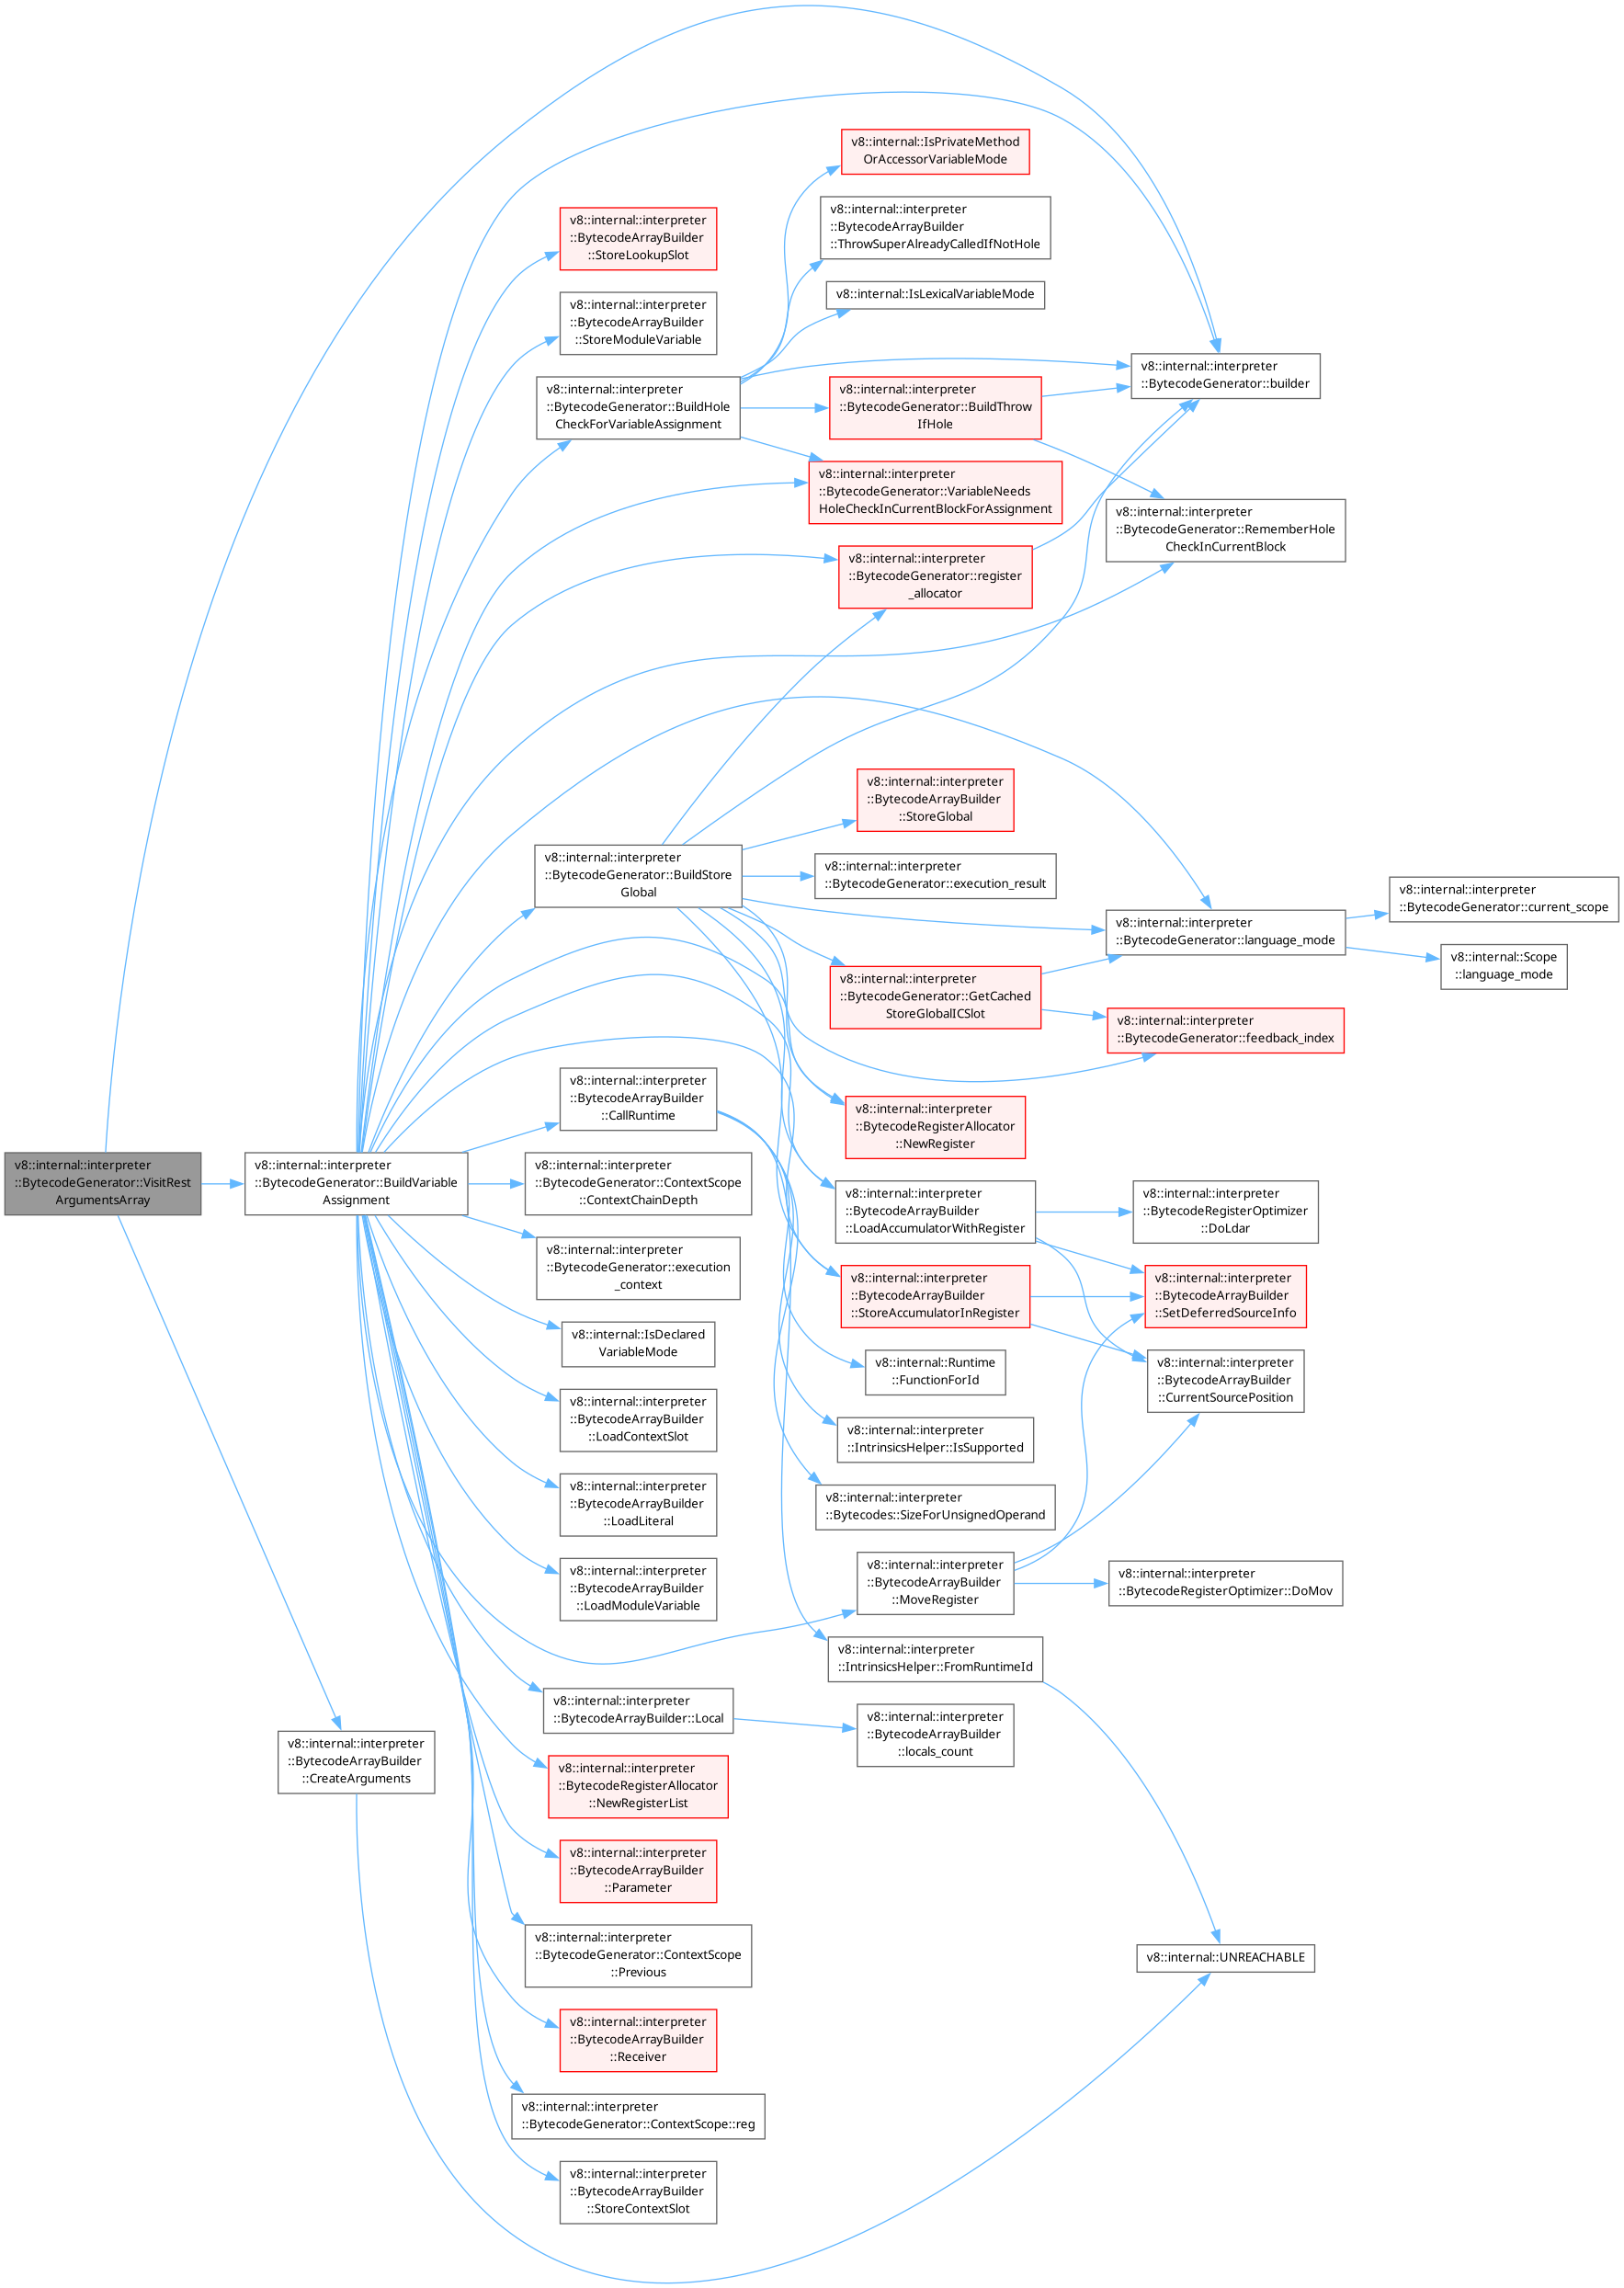 v8::internal::interpreter
::BytecodeGenerator::VisitRest
ArgumentsArray
v8::internal::interpreter
::BytecodeGenerator::BuildVariable
Assignment
v8::internal::interpreter
::BytecodeArrayBuilder
::CreateArguments
v8::internal::interpreter
::BytecodeArrayBuilder
::StoreLookupSlot
v8::internal::interpreter
::BytecodeArrayBuilder
::StoreModuleVariable
v8::internal::interpreter
::BytecodeGenerator::BuildHole
CheckForVariableAssignment
v8::internal::interpreter
::BytecodeGenerator::BuildStore
Global
v8::internal::interpreter
::BytecodeArrayBuilder
::CallRuntime
v8::internal::interpreter
::BytecodeGenerator::ContextScope
::ContextChainDepth
v8::internal::interpreter
::BytecodeGenerator::execution
_context
v8::internal::IsDeclared
VariableMode
v8::internal::interpreter
::BytecodeArrayBuilder
::LoadContextSlot
v8::internal::interpreter
::BytecodeArrayBuilder
::LoadLiteral
v8::internal::interpreter
::BytecodeArrayBuilder
::LoadModuleVariable
v8::internal::interpreter
::BytecodeArrayBuilder::Local
v8::internal::interpreter
::BytecodeRegisterAllocator
::NewRegisterList
v8::internal::interpreter
::BytecodeArrayBuilder
::Parameter
v8::internal::interpreter
::BytecodeGenerator::ContextScope
::Previous
v8::internal::interpreter
::BytecodeArrayBuilder
::Receiver
v8::internal::interpreter
::BytecodeGenerator::ContextScope::reg
v8::internal::interpreter
::BytecodeArrayBuilder
::StoreContextSlot
v8::internal::IsPrivateMethod
OrAccessorVariableMode
v8::internal::interpreter
::BytecodeArrayBuilder
::ThrowSuperAlreadyCalledIfNotHole
v8::internal::IsLexicalVariableMode
v8::internal::interpreter
::BytecodeGenerator::BuildThrow
IfHole
v8::internal::interpreter
::BytecodeGenerator::VariableNeeds
HoleCheckInCurrentBlockForAssignment
v8::internal::interpreter
::BytecodeGenerator::register
_allocator
v8::internal::interpreter
::BytecodeArrayBuilder
::StoreGlobal
v8::internal::interpreter
::BytecodeGenerator::execution_result
v8::internal::interpreter
::BytecodeGenerator::GetCached
StoreGlobalICSlot
v8::internal::interpreter
::BytecodeRegisterAllocator
::NewRegister
v8::internal::interpreter
::BytecodeArrayBuilder
::LoadAccumulatorWithRegister
v8::internal::interpreter
::BytecodeArrayBuilder
::StoreAccumulatorInRegister
v8::internal::Runtime
::FunctionForId
v8::internal::interpreter
::IntrinsicsHelper::IsSupported
v8::internal::interpreter
::Bytecodes::SizeForUnsignedOperand
v8::internal::interpreter
::BytecodeArrayBuilder
::MoveRegister
v8::internal::interpreter
::IntrinsicsHelper::FromRuntimeId
v8::internal::interpreter
::BytecodeArrayBuilder
::locals_count
v8::internal::interpreter
::BytecodeGenerator::builder
v8::internal::interpreter
::BytecodeGenerator::RememberHole
CheckInCurrentBlock
v8::internal::interpreter
::BytecodeGenerator::language_mode
v8::internal::interpreter
::BytecodeGenerator::feedback_index
v8::internal::interpreter
::BytecodeRegisterOptimizer
::DoLdar
v8::internal::interpreter
::BytecodeArrayBuilder
::SetDeferredSourceInfo
v8::internal::interpreter
::BytecodeArrayBuilder
::CurrentSourcePosition
v8::internal::interpreter
::BytecodeRegisterOptimizer::DoMov
v8::internal::UNREACHABLE
v8::internal::interpreter
::BytecodeGenerator::current_scope
v8::internal::Scope
::language_mode